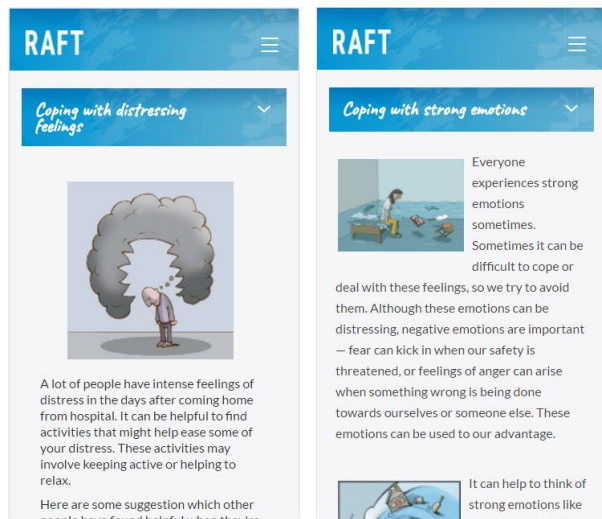 RAFT
Coping with distressing
feelings
A lot of people have intense feelings of
distress in the days after coming home
from hospital. It can be helpful to find
activities that might help ease some of
your distress. These activities may
involve keeping active or helping to
relax.
Here are some suggestion which other
people have found helpful when they're
RAFT
Coping with strong emotions
Everyone
experiences strong
emotions
sometimes.
Sometimes it can be
difficult to cope or
deal with these feelings, so we try to avoid
them. Although these emotions can be
distressing, negative emotions are important
— fear can kick in when our safety is
threatened, or feelings of anger can arise
when something wrong is being done
towards ourselves or someone else. These
emotions can be used to our advantage.
It can help to think of
strong emotions like